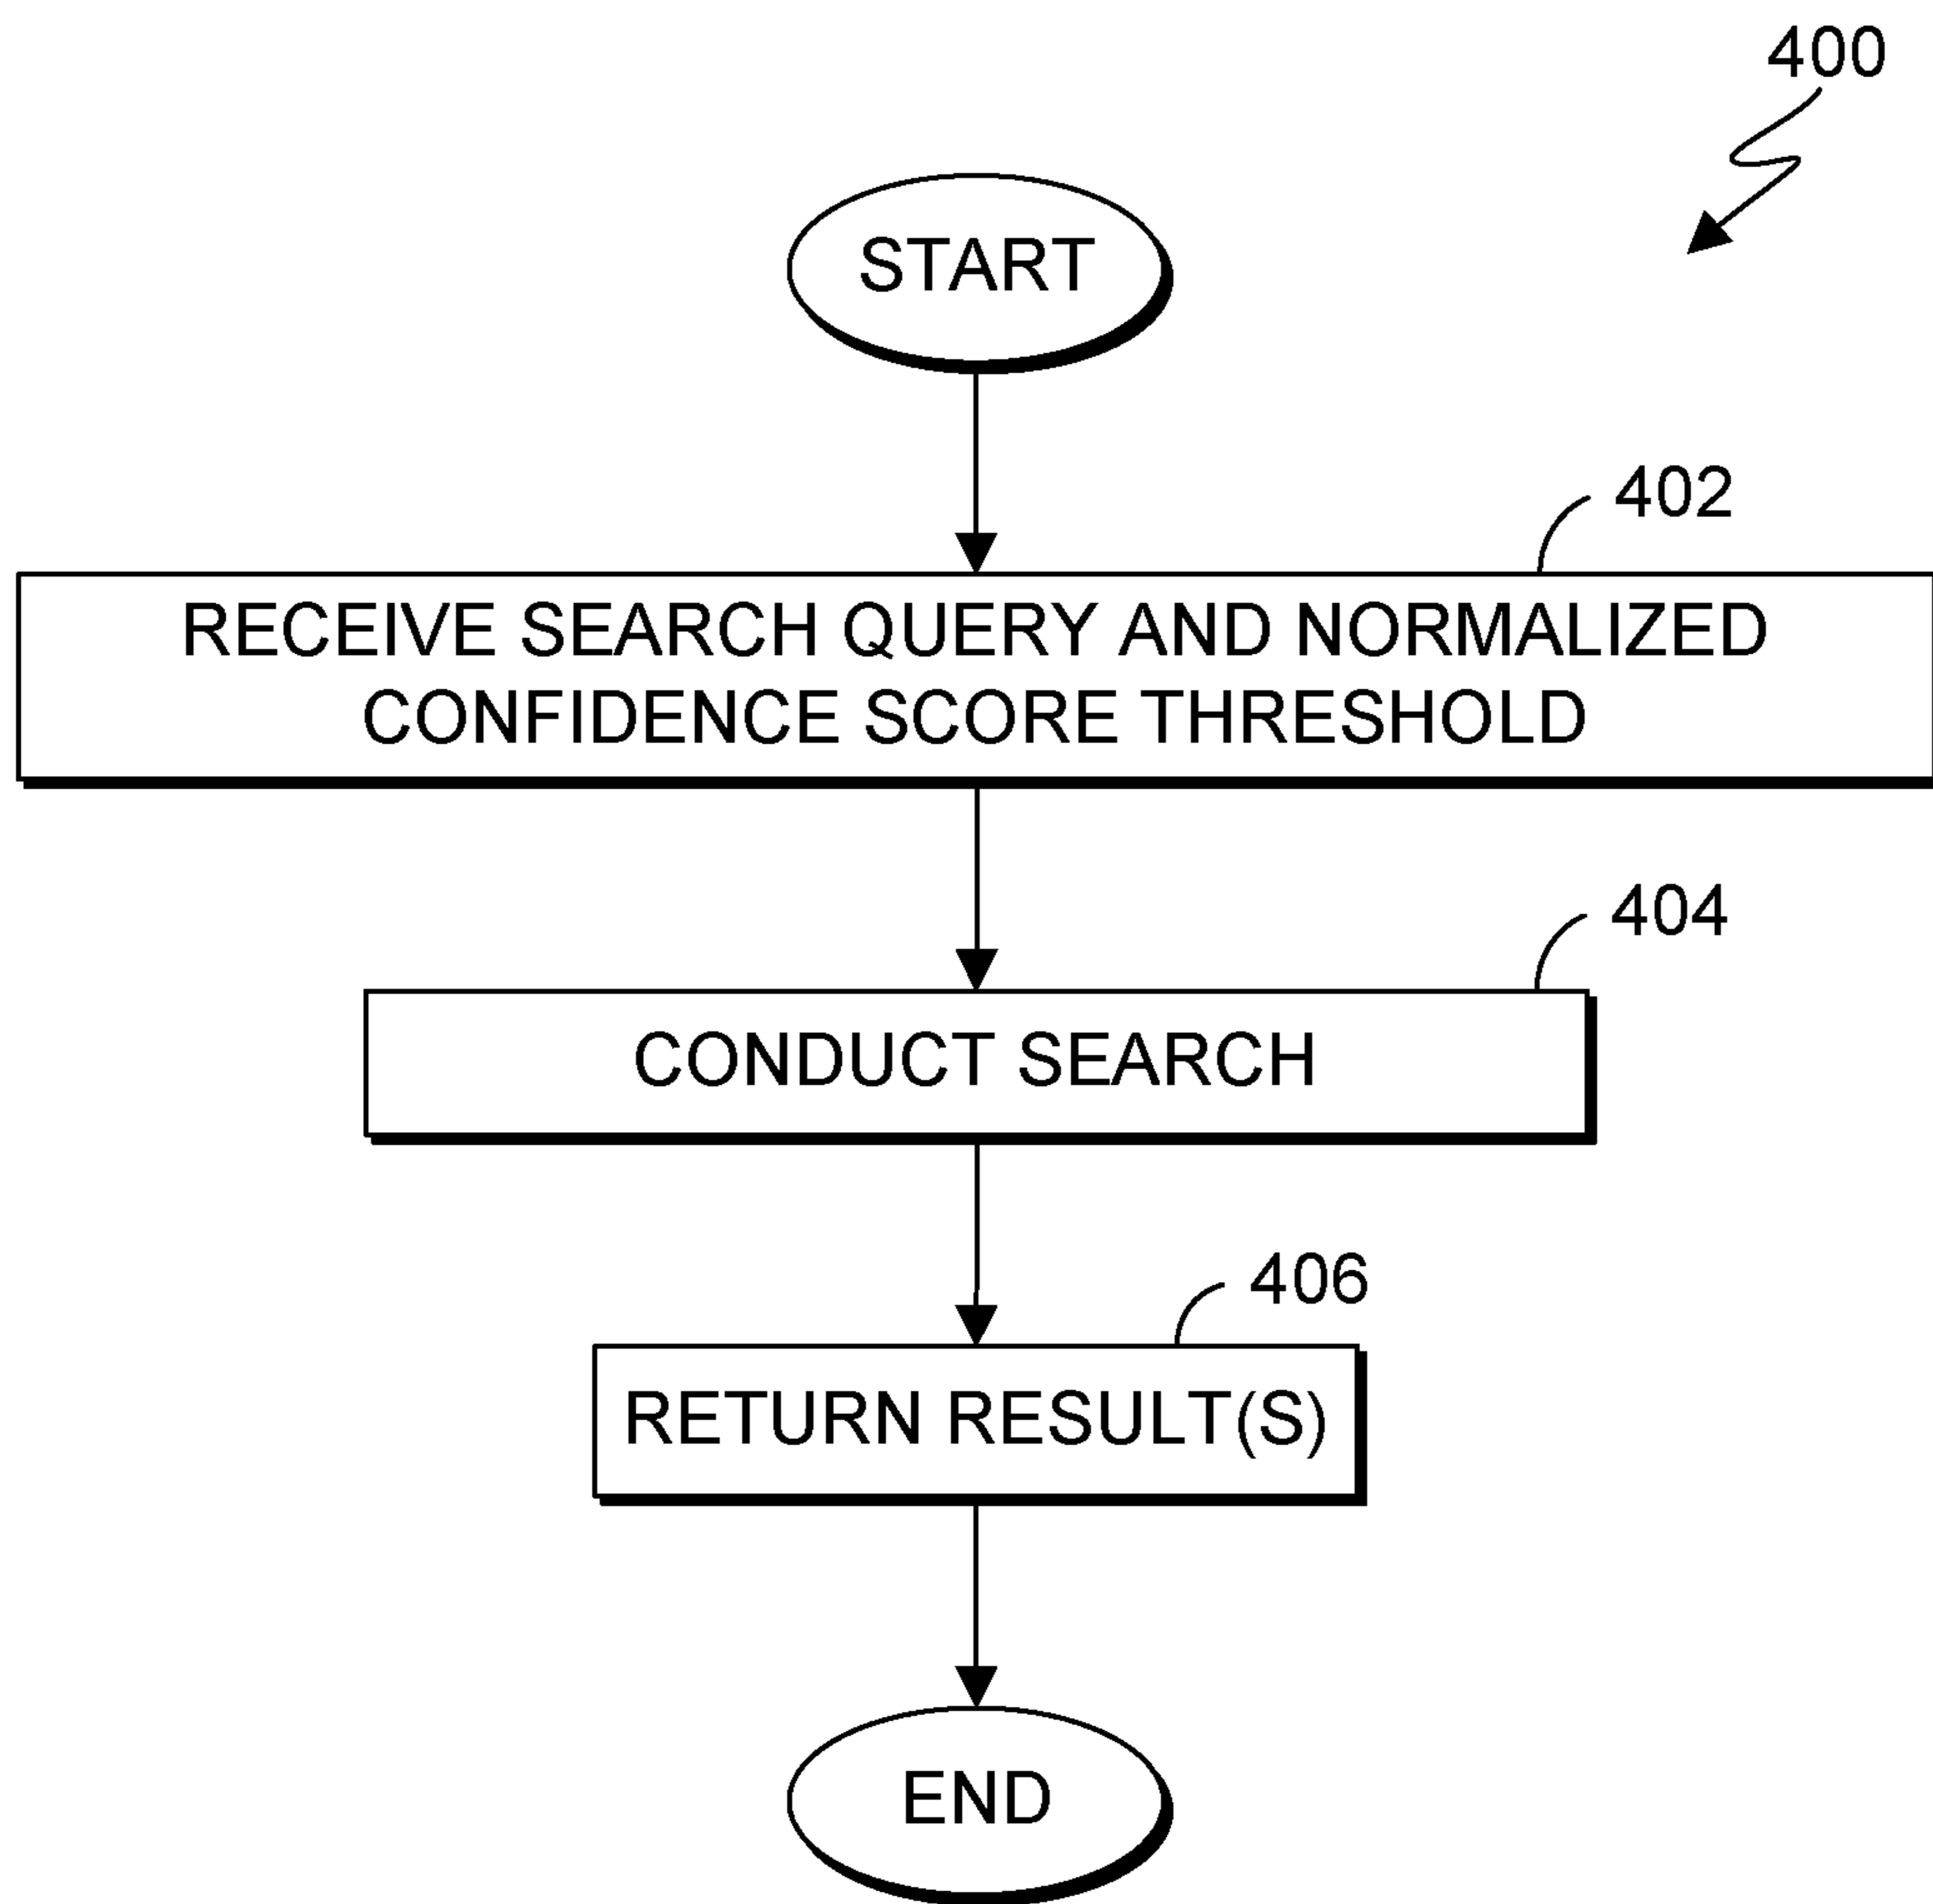 400
START
402
RECEIVE SEARCH QUERY AND NORMALIZED
CONFIDENCE SCORE THRESHOLD
404
CONDUCT SEARCH
406
RETURN RESULT(S)
END